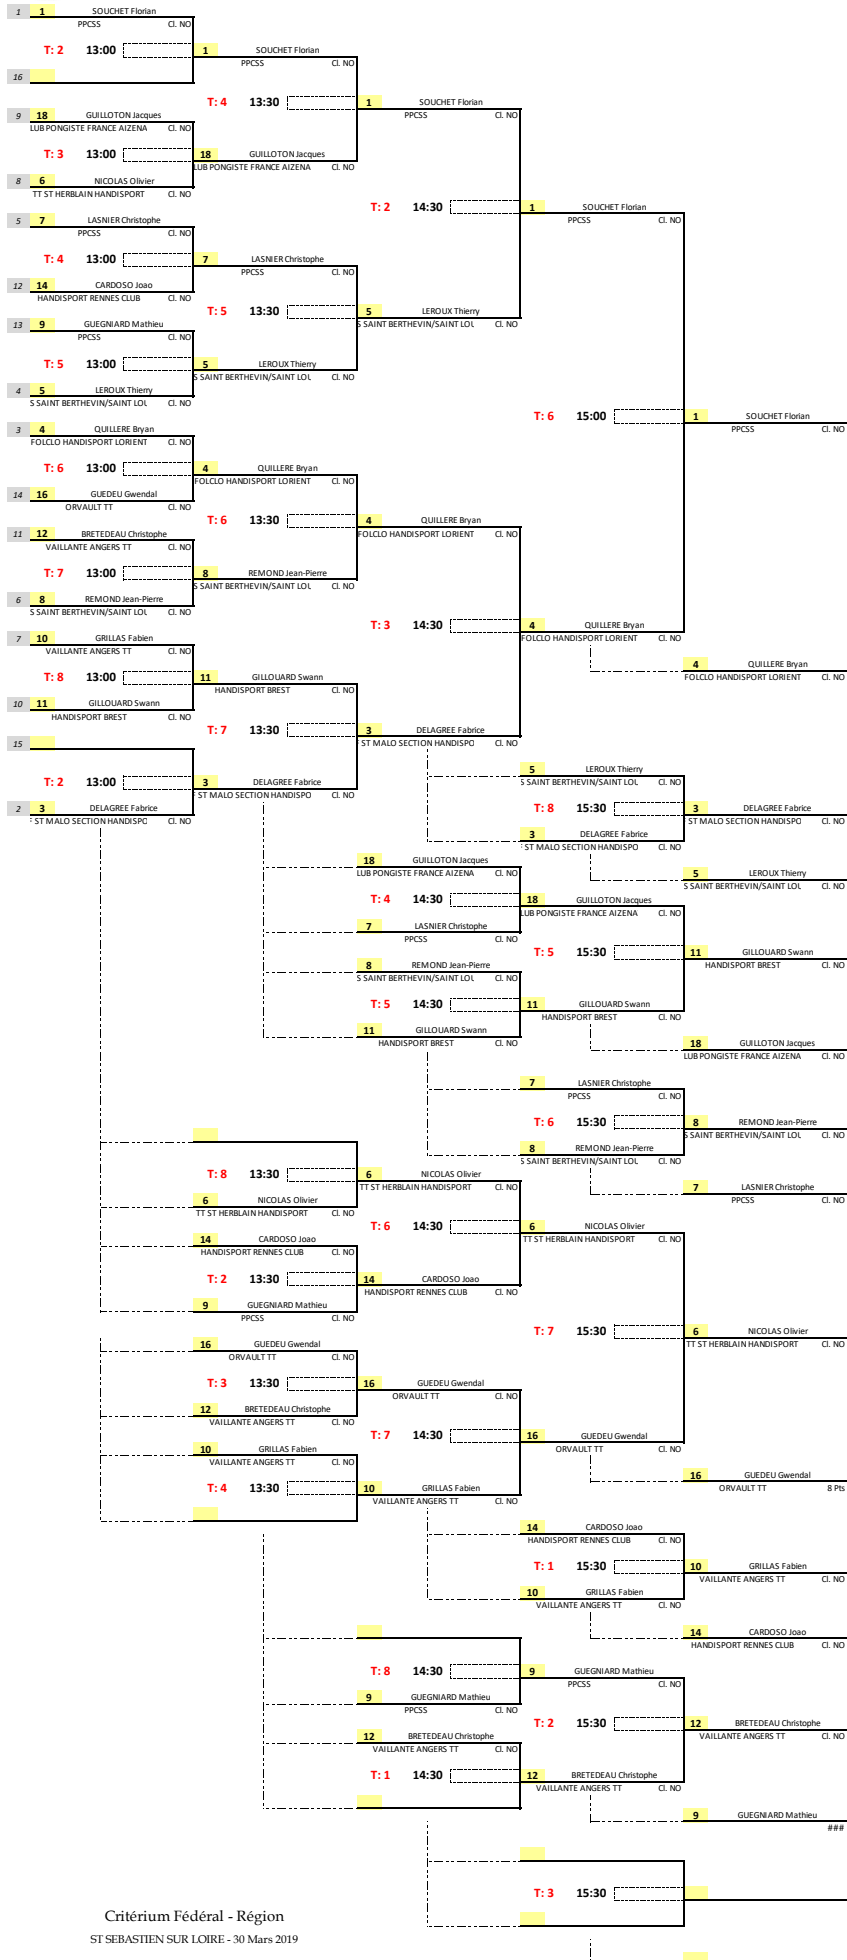 1 1 SOUCHET Florian
PPCSS Cl. NO
T: 2 13:00 1 SOUCHET Florian
PPCSS Cl. NO
16
T: 4 13:30 1 SOUCHET Florian
PPCSS Cl. NO
9 18 GUILLOTON Jacques
LUB PONGISTE FRANCE AIZENA Cl. NO
T: 3 13:00 18 GUILLOTON Jacques
LUB PONGISTE FRANCE AIZENA Cl. NO
8 6 NICOLAS Olivier
TT ST HERBLAIN HANDISPORT Cl. NO
T: 2 14:30 1 SOUCHET Florian
PPCSS Cl. NO
5 7 LASNIER Christophe
PPCSS Cl. NO
T: 4 13:00 7 LASNIER Christophe
PPCSS Cl. NO
12 14 CARDOSO Joao
HANDISPORT RENNES CLUB Cl. NO
T: 5 13:30 5 LEROUX Thierry
S SAINT BERTHEVIN/SAINT LOU Cl. NO
13 9 GUEGNIARD Mathieu
PPCSS Cl. NO
T: 5 13:00 5 LEROUX Thierry
S SAINT BERTHEVIN/SAINT LOU Cl. NO
4 5 LEROUX Thierry
S SAINT BERTHEVIN/SAINT LOU Cl. NO
T: 6 15:00 1 SOUCHET Florian
PPCSS Cl. NO
3 4 QUILLERE Bryan
FOLCLO HANDISPORT LORIENT Cl. NO
T: 6 13:00 4 QUILLERE Bryan
FOLCLO HANDISPORT LORIENT Cl. NO
14 16 GUEDEU Gwendal
ORVAULT TT Cl. NO
T: 6 13:30 4 QUILLERE Bryan
FOLCLO HANDISPORT LORIENT Cl. NO
11 12 BRETEDEAU Christophe
VAILLANTE ANGERS TT Cl. NO
T: 7 13:00 8 REMOND Jean-Pierre
S SAINT BERTHEVIN/SAINT LOU Cl. NO
6 8 REMOND Jean-Pierre
S SAINT BERTHEVIN/SAINT LOU Cl. NO
T: 3 14:30 4 QUILLERE Bryan
FOLCLO HANDISPORT LORIENT Cl. NO
7 10 GRILLAS Fabien
VAILLANTE ANGERS TT Cl. NO
4 QUILLERE Bryan
FOLCLO HANDISPORT LORIENT Cl. NO
T: 8 13:00 11 GILLOUARD Swann
HANDISPORT BREST Cl. NO
10 11 GILLOUARD Swann
HANDISPORT BREST Cl. NO
T: 7 13:30 3 DELAGREE Fabrice
ST MALO SECTION HANDISPO Cl. NO
15
T: 2 13:00 3 DELAGREE Fabrice
ST MALO SECTION HANDISPO Cl. NO
2 3 DELAGREE Fabrice
ST MALO SECTION HANDISPO Cl. NO
5 LEROUX Thierry
S SAINT BERTHEVIN/SAINT LOU Cl. NO
T: 8 15:30 3 DELAGREE Fabrice
ST MALO SECTION HANDISPO Cl. NO
3 DELAGREE Fabrice
ST MALO SECTION HANDISPO Cl. NO
5 LEROUX Thierry
S SAINT BERTHEVIN/SAINT LOU Cl. NO
18 GUILLOTON Jacques
LUB PONGISTE FRANCE AIZENA Cl. NO
T: 4 14:30 18 GUILLOTON Jacques
LUB PONGISTE FRANCE AIZENA Cl. NO
7 LASNIER Christophe
PPCSS Cl. NO
T: 5 15:30 11 GILLOUARD Swann
HANDISPORT BREST Cl. NO
8 REMOND Jean-Pierre
S SAINT BERTHEVIN/SAINT LOU Cl. NO
T: 5 14:30 11 GILLOUARD Swann
HANDISPORT BREST Cl. NO
11 GILLOUARD Swann
HANDISPORT BREST Cl. NO
18 GUILLOTON Jacques
LUB PONGISTE FRANCE AIZENA Cl. NO
7 LASNIER Christophe
PPCSS Cl. NO
T: 6 15:30 8 REMOND Jean-Pierre
S SAINT BERTHEVIN/SAINT LOU Cl. NO
8 REMOND Jean-Pierre
S SAINT BERTHEVIN/SAINT LOU Cl. NO
7 LASNIER Christophe
PPCSS Cl. NO
T: 8 13:30 6 NICOLAS Olivier
TT ST HERBLAIN HANDISPORT Cl. NO
6 NICOLAS Olivier
TT ST HERBLAIN HANDISPORT Cl. NO
T: 6 14:30 6 NICOLAS Olivier
TT ST HERBLAIN HANDISPORT Cl. NO
14 CARDOSO Joao
HANDISPORT RENNES CLUB Cl. NO
T: 2 13:30 14 CARDOSO Joao
HANDISPORT RENNES CLUB Cl. NO
9 GUEGNIARD Mathieu
PPCSS Cl. NO
T: 7 15:30 6 NICOLAS Olivier
TT ST HERBLAIN HANDISPORT Cl. NO
16 GUEDEU Gwendal
ORVAULT TT Cl. NO
T: 3 13:30 16 GUEDEU Gwendal
ORVAULT TT Cl. NO
12 BRETEDEAU Christophe
VAILLANTE ANGERS TT Cl. NO
T: 7 14:30 16 GUEDEU Gwendal
ORVAULT TT Cl. NO
10 GRILLAS Fabien
VAILLANTE ANGERS TT Cl. NO
16 GUEDEU Gwendal
ORVAULT TT 8 Pts
T: 4 13:30 10 GRILLAS Fabien
VAILLANTE ANGERS TT Cl. NO
14 CARDOSO Joao
HANDISPORT RENNES CLUB Cl. NO
T: 1 15:30 10 GRILLAS Fabien
VAILLANTE ANGERS TT Cl. NO
10 GRILLAS Fabien
VAILLANTE ANGERS TT Cl. NO
14 CARDOSO Joao
HANDISPORT RENNES CLUB Cl. NO
T: 8 14:30 9 GUEGNIARD Mathieu
PPCSS Cl. NO
9 GUEGNIARD Mathieu
PPCSS Cl. NO
T: 2 15:30 12 BRETEDEAU Christophe
VAILLANTE ANGERS TT Cl. NO
12 BRETEDEAU Christophe
VAILLANTE ANGERS TT Cl. NO
T: 1 14:30 12 BRETEDEAU Christophe
VAILLANTE ANGERS TT Cl. NO
9 GUEGNIARD Mathieu
###
T: 3 15:30
Critérium Fédéral - Région
ST SEBASTIEN SUR LOIRE - 30 Mars 2019